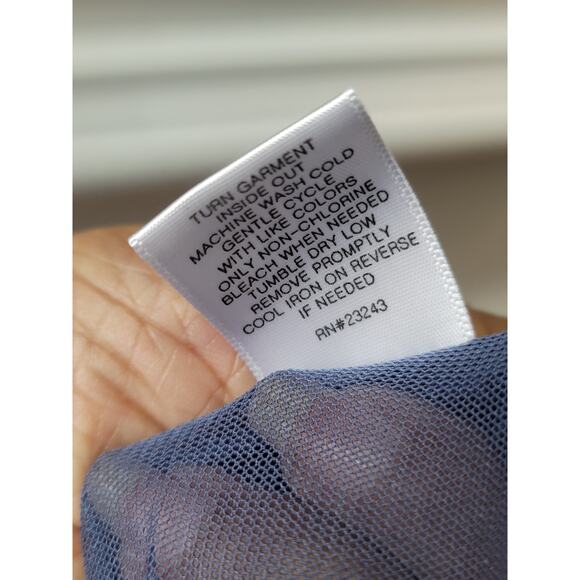 TURN GARMENT
INSIDE OUT
MACHINE WASH COLD
GENTLE CYCLE
WITH LIKE COLORS
ONLY NON-CHLORINE
BLEACH WHEN NEEDED
TUMBLE DRY LOW
REMOVE PROMPTLY
COOL IRON ON REVERSE
IF NEEDED
RN#23243